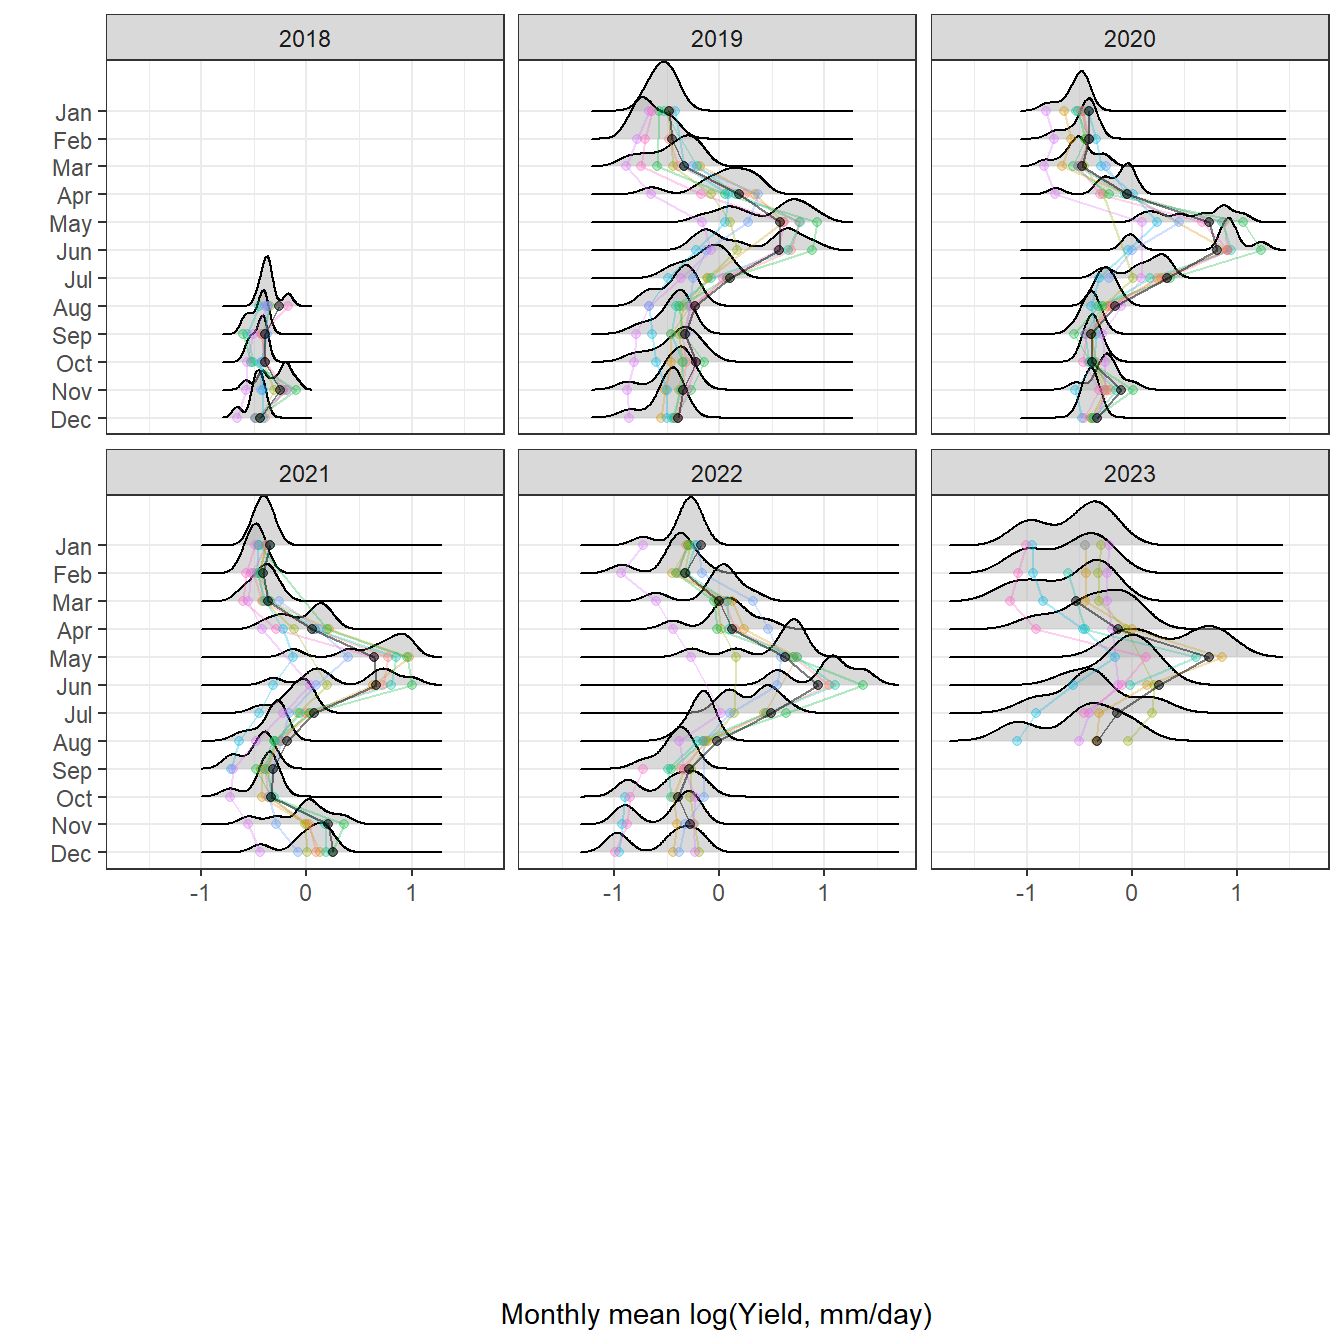 2018 2019 2020
Jan
Feb
Mar
Apr
May
Jun
Jul
Aug
Sep
Oct
Nov
Dec
2021 2022 2023
Jan
Feb
Mar
Apr
May
Jun
Jul
Aug
Sep
Oct
Nov
Dec
-1 0 1 -1 0 1 -1 0 1
Monthly mean log(Yield, mm/day)